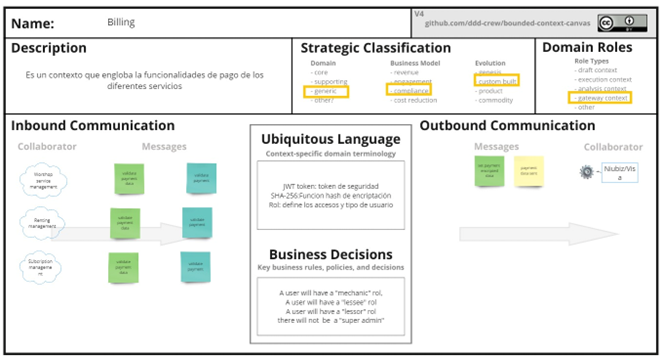 Name:
Billing
V4
github.com/ddd-crew/bounded-context-canvas
BY
Description
Es un contexto que engloba la funcionalidades de pago de los
diferentes servicios
Strategic Classification
Domain
- core
- supporting
- generic
- other?
Business Model
- revenue
- engagement
- compliance
- cost reduction
Evolution
- genesis
- custom built
- product
- commodity
Domain Roles
Role Types
- draft context
- execution context
- analysis context
- gateway context
- other
Inbound Communication
Collaborator
Messages
Workshop
service
management
validate
payment
data
validate
payment
Renting
management
validate
payment
data
validate
payment
Subcription
manageme
nt
validate
payment
data
validate
payment
Ubiquitous Language
Context-specific domain terminology
JWT token: token de seguridad
SHA-256:Funcion hash de encriptación
Rol: define los accesos y tipo de usuario
Business Decisions
Key business rules, policies, and decisions
A user will have a "mechanic" rol,
A user will have a "lessee" rol
A user will have a "lessor" rol
there will not be a "super admin"
Outbound Communication
Messages
Collaborator
payment
data
payment
data sent
Niubiz/Vis
a